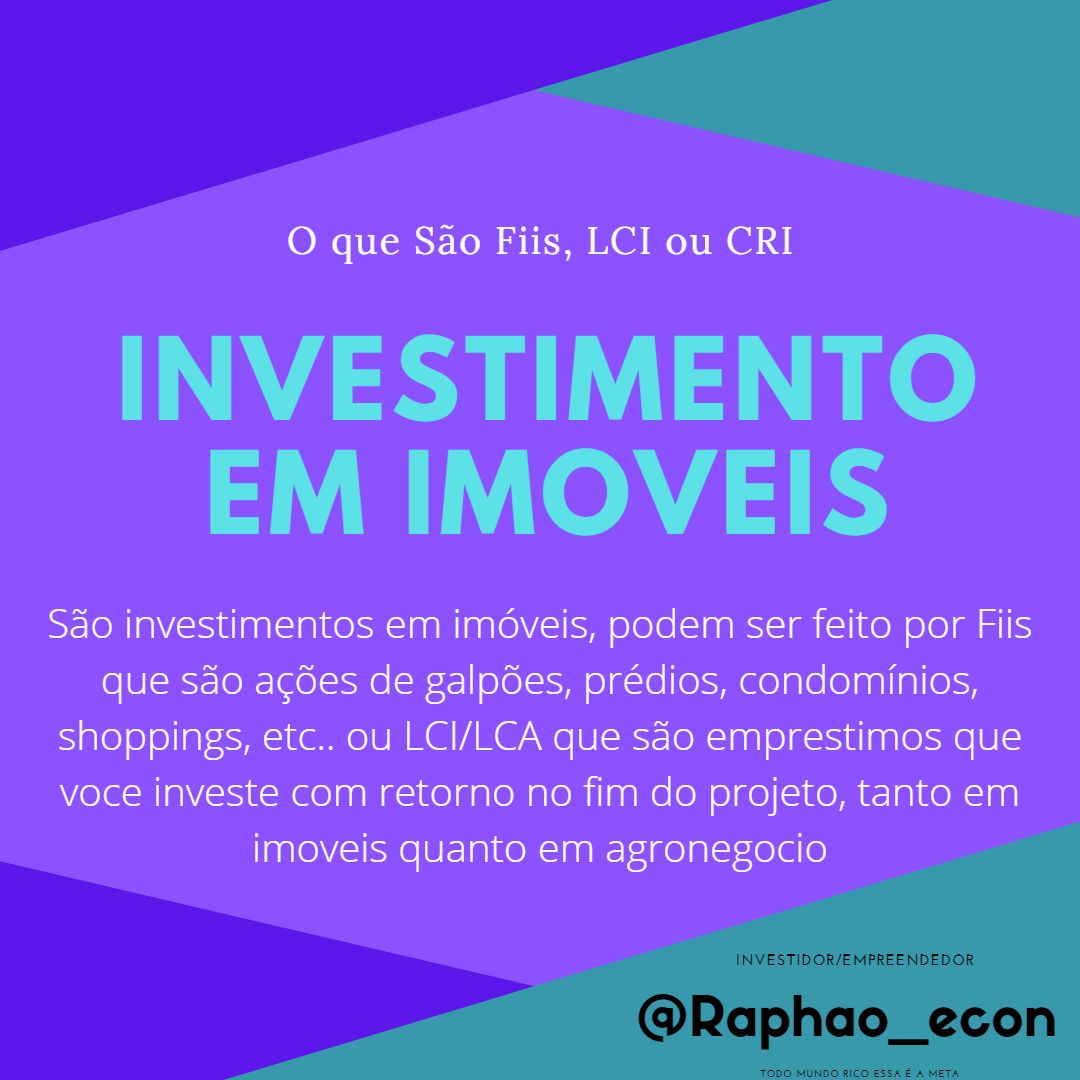 O que São Fiis, LCI ou CRI
INVESTIMENTO
EM IMOVEIS
São investimentos em imóveis, podem ser feito por Fiis
que são ações de galpões, prédios, condomínios,
shoppings, etc.. ou LCI/LCA que são emprestimos que
voce investe com retorno no fim do projeto, tanto em
imoveis quanto em agronegocio
INVESTIDOR/EMPREENDEDOR
@Raphao_econ
TODO MUNDO RICO ESSA É A META